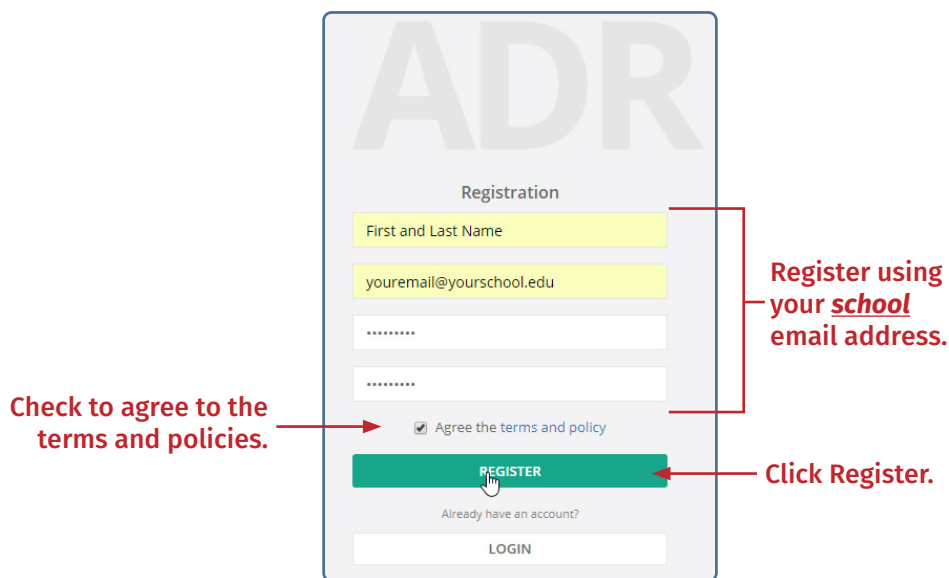 ADR
Registration
First and Last Name
youremail@yourschool.edu
•••••••••
•••••••••
Register using
your school
email address.
Check to agree to the
terms and policies.
Agree the terms and policy
REGISTER
Click Register.
Already have an account?
LOGIN